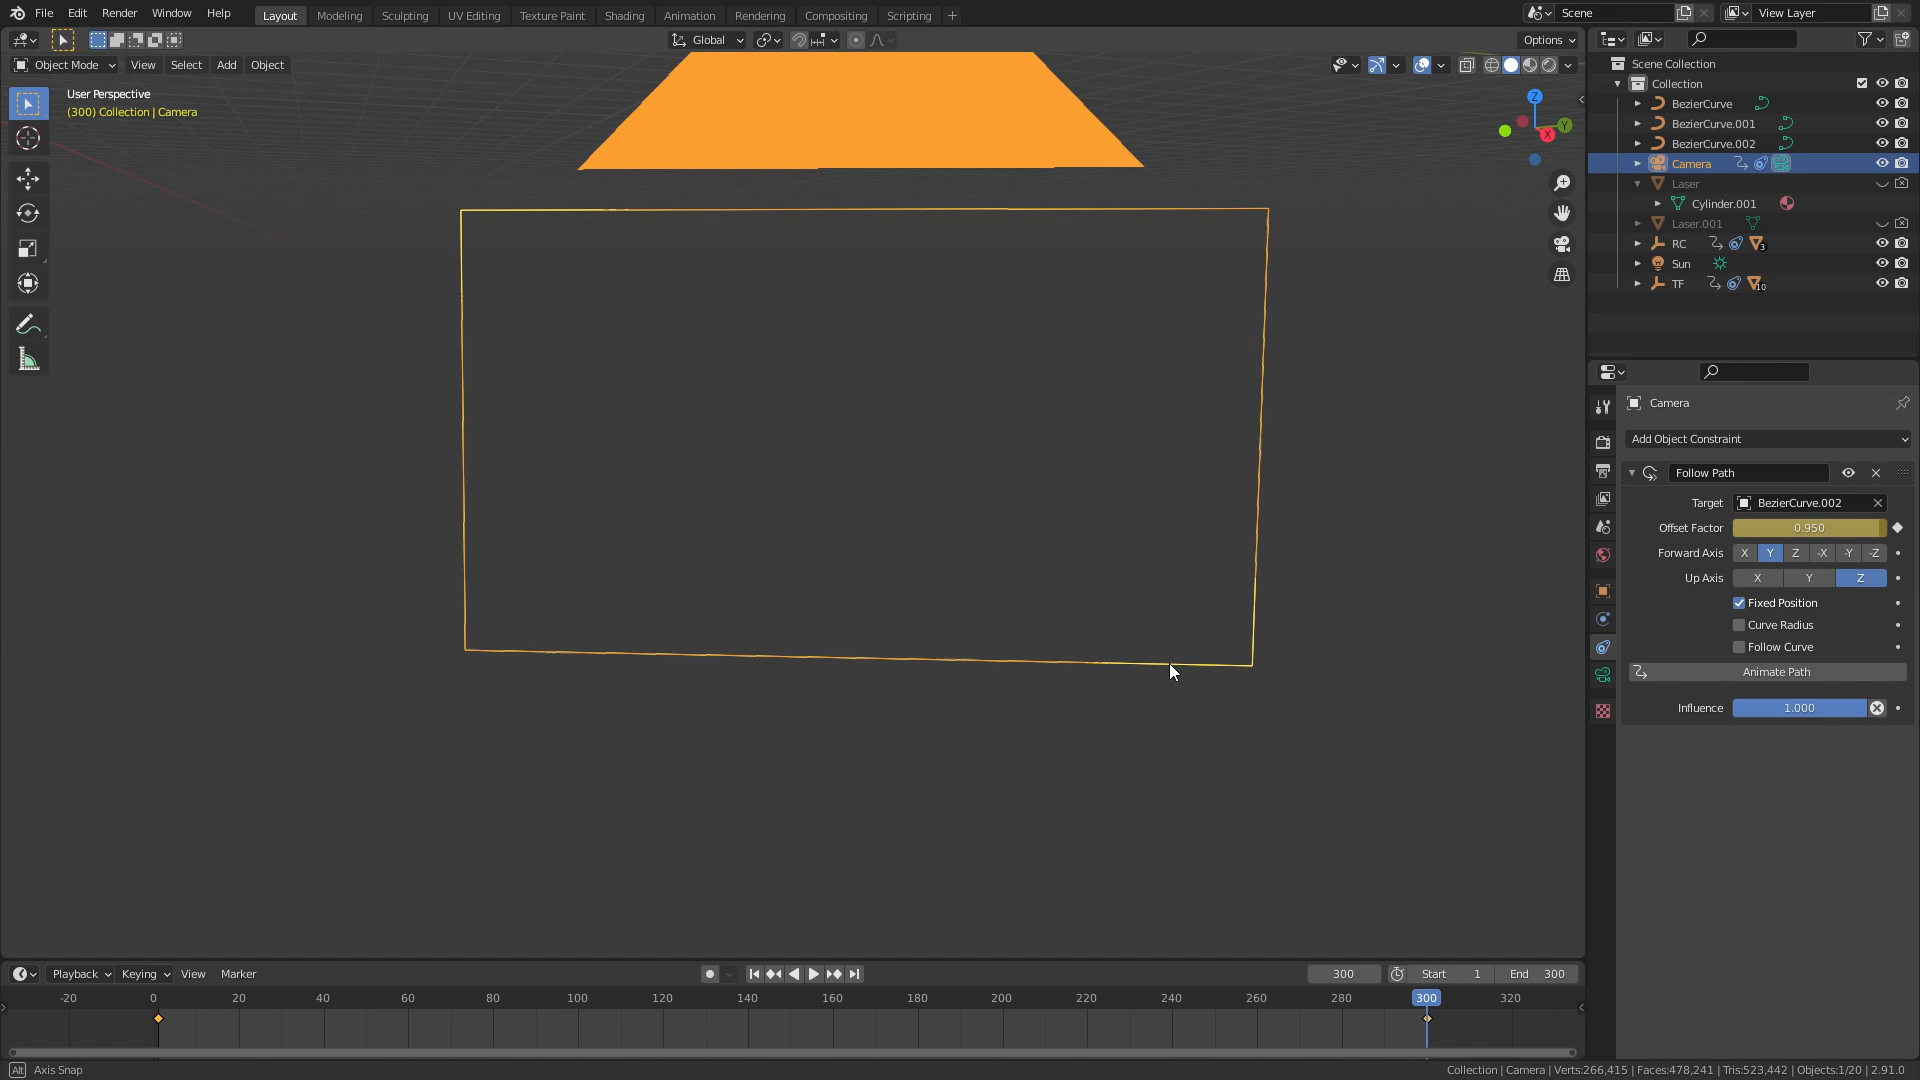 File Edit Render Window Help Layout Modeling Sculpting UV Editing Texture Paint Shading Animation Rendering Compositing Scripting + Scene View Layer
Global Options
Object Mode View Select Add Object
User Perspective
(300) Collection | Camera
Z
Y
X
Scene Collection
Collection
BezierCurve
BezierCurve.001
BezierCurve.002
Camera
Laser
Cylinder.001
Laser.001
RC 3
Sun
TF 10
Camera
Add Object Constraint
Follow Path
Target BezierCurve.002
Offset Factor 0.950
Forward Axis X Y Z -X -Y -Z
Up Axis X Y Z
Fixed Position
Curve Radius
Follow Curve
Animate Path
Influence 1.000
Playback Keying View Marker 300 Start 1 End 300
-20 0 20 40 60 80 100 120 140 160 180 200 220 240 260 280 300 320
Alt Axis Snap Collection | Camera | Verts:266,415 | Faces:478,241 | Tris:523,442 | Objects:1/20 | 2.91.0